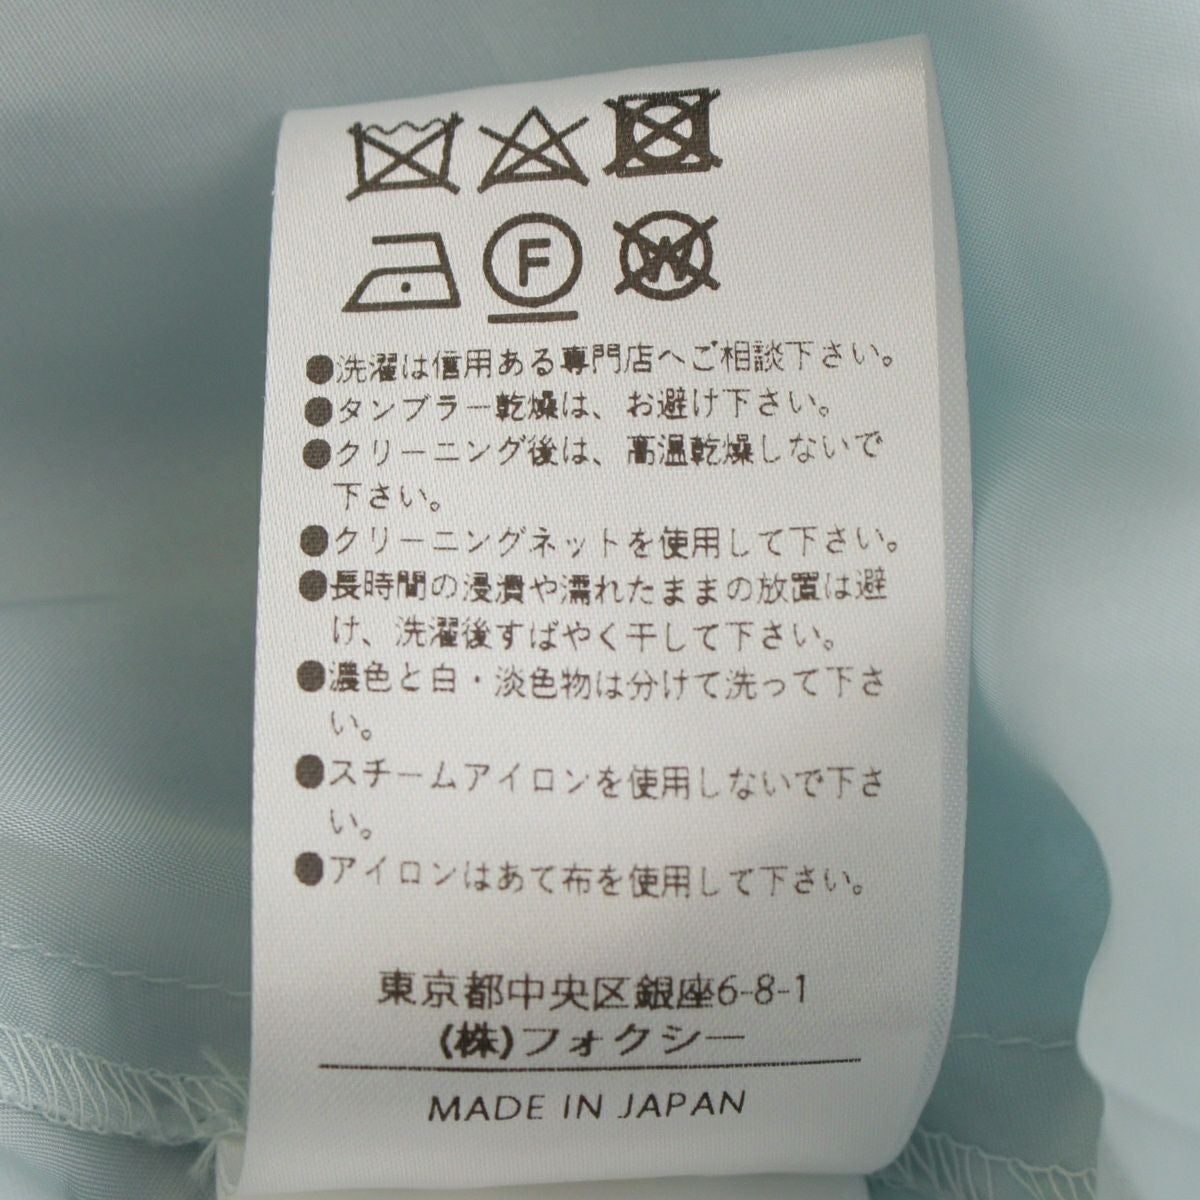 F
W
●洗濯は信用ある専門店へご相談下さい。
●タンブラー乾燥は、お避け下さい。
●クリーニング後は、高温乾燥しないで
下さい。
●クリーニングネットを使用して下さい。
●長時間の浸漬や濡れたままの放置は避
け、洗濯後すばやく干して下さい。
●濃色と白・淡色物は分けて洗って下さ
い。
●スチームアイロンを使用しないで下さ
い。
●アイロンはあて布を使用して下さい。
東京都中央区銀座6-8-1
(株)フォクシー
MADE IN JAPAN